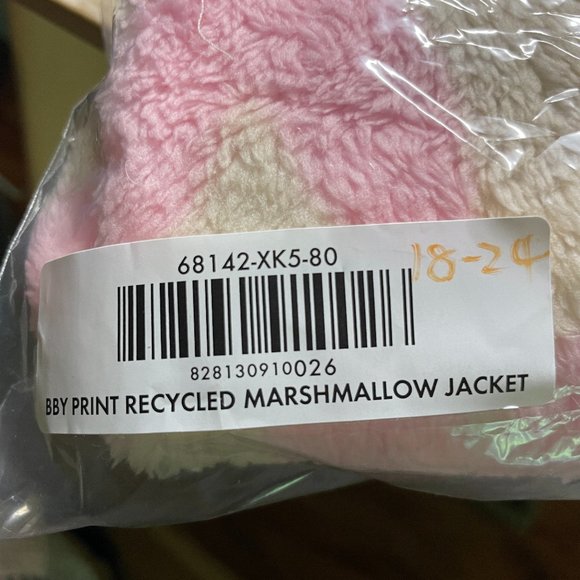 68142-XK5-80
18-24
828130910026
BBY PRINT RECYCLED MARSHMALLOW JACKET